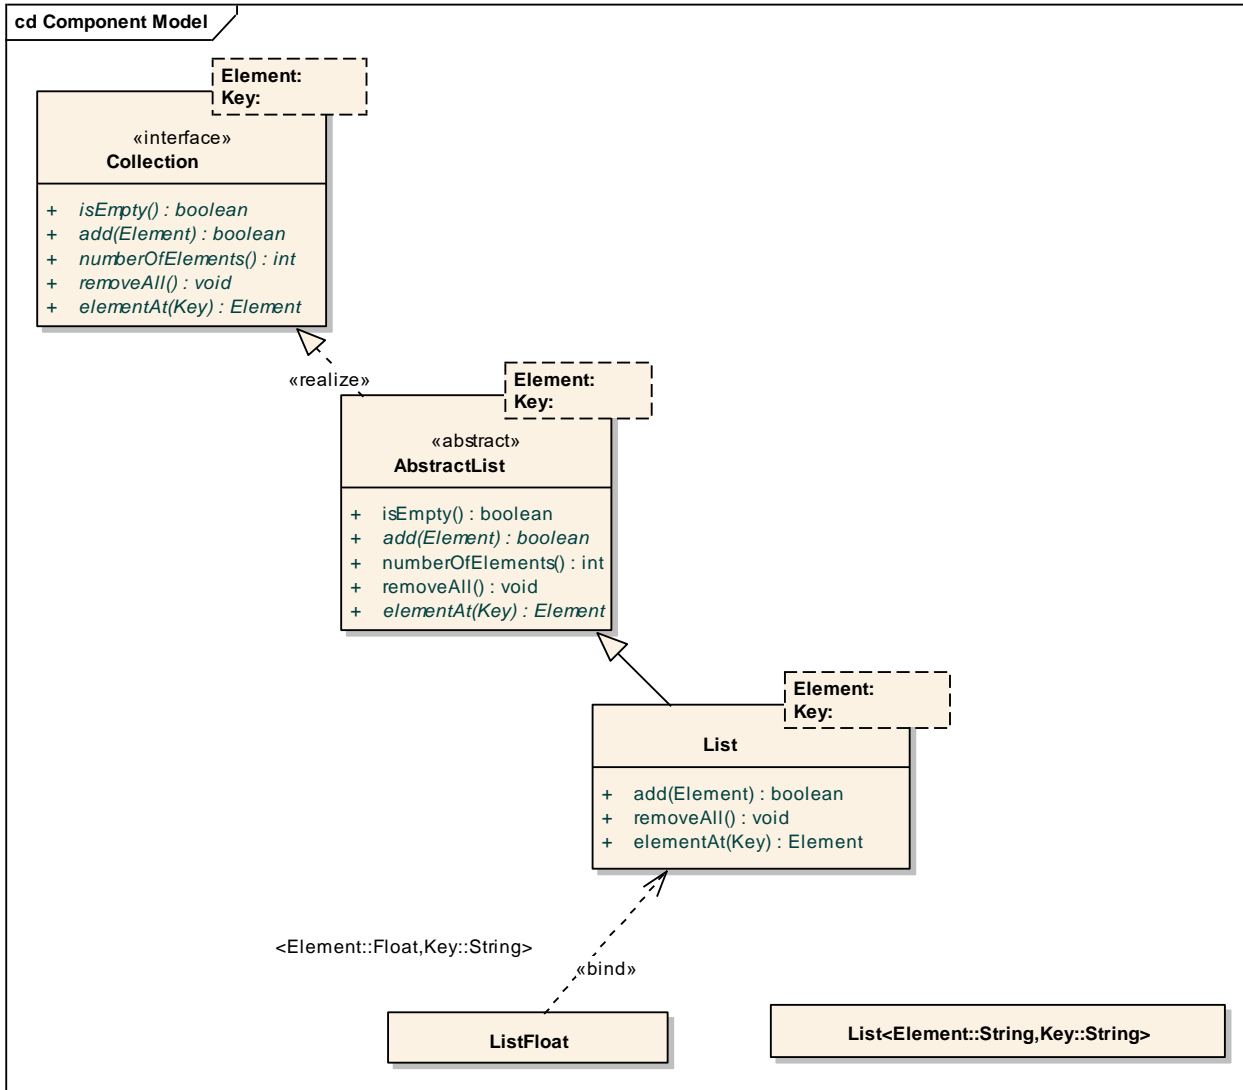 cd Component Model
Element:
Key:
«interface»
Collection
+ isEmpty() : boolean
+ add(Element) : boolean
+ numberOfElements() : int
+ removeAll() : void
+ elementAt(Key) : Element
«realize»
Element:
Key:
«abstract»
AbstractList
+ isEmpty() : boolean
+ add(Element) : boolean
+ numberOfElements() : int
+ removeAll() : void
+ elementAt(Key) : Element
Element:
Key:
List
+ add(Element) : boolean
+ removeAll() : void
+ elementAt(Key) : Element
<Element::Float,Key::String>
«bind»
ListFloat
List<Element::String,Key::String>